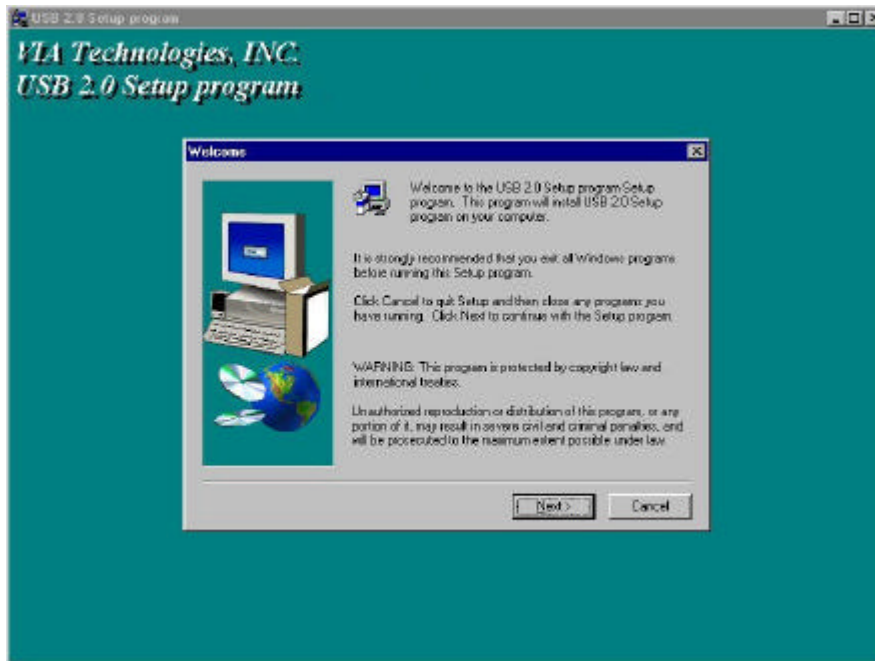 USB 2.0 Setup program
VIA Technologies, INC.
USB 2.0 Setup program
Welcome
Welcome to the USB 2.0 Setup program Setup
program. This program will install USB 2.0 Setup
program on your computer.
It is strongly recommended that you exit all Windows programs
before running this Setup program.
Click Cancel to quit Setup and then close any programs you
have running. Click Next to continue with the Setup program.
WARNING: This program is protected by copyright law and
international treaties.
Unauthorized reproduction or distribution of this program, or any
portion of it, may result in severe civil and criminal penalties, and
will be prosecuted to the maximum extent possible under law.
Next >
Cancel